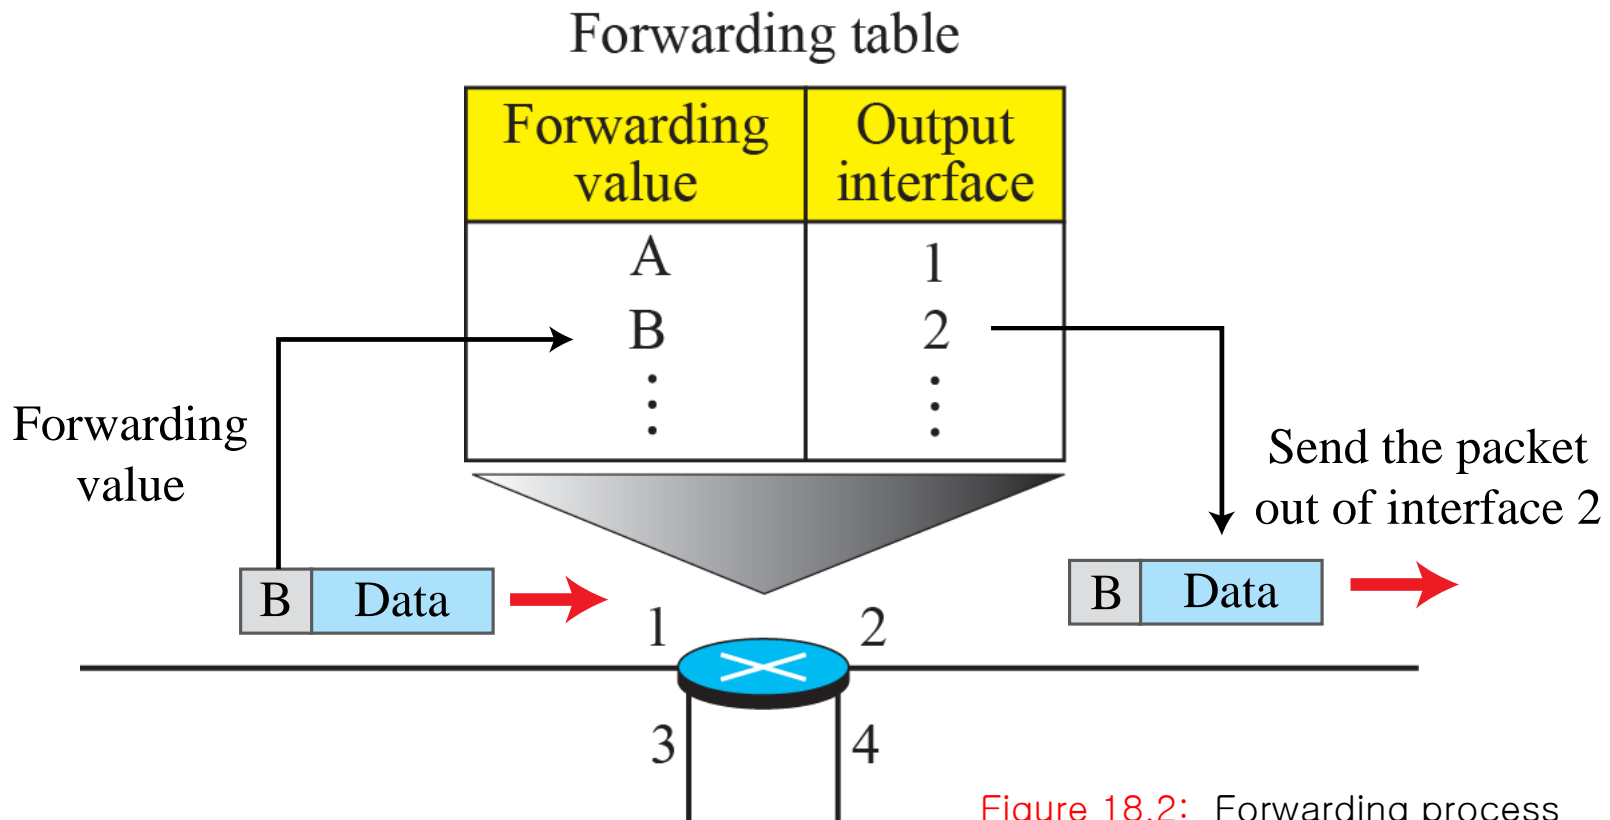 Forwarding table
Forwarding
value
Output
interface
A
1
B
2
Forwarding
value
Send the packet
out of interface 2
B
Data
B
Data
1
2
3
4
Figure 18.2: Forwarding process